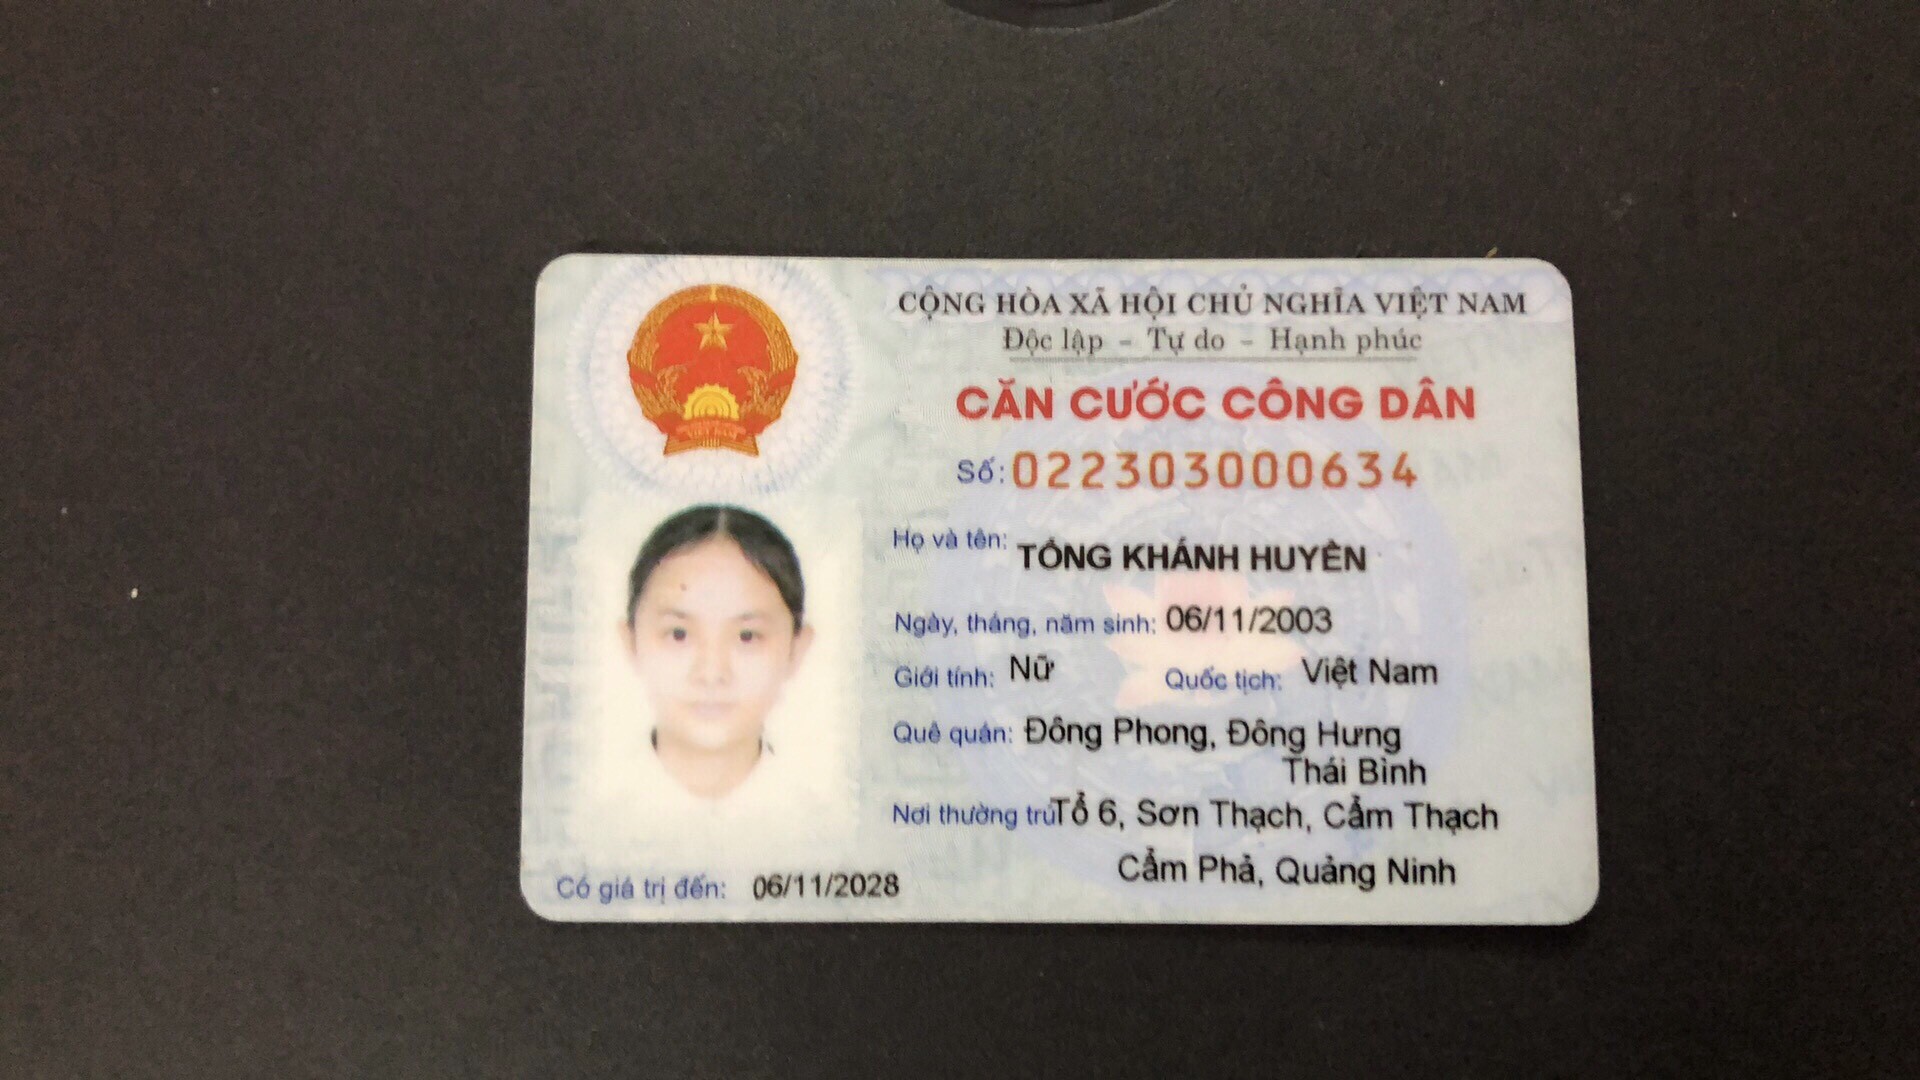 CỘNG HÒA XÃ HỘI CHỦ NGHĨA VIỆT NAM
Độc lập - Tự do - Hạnh phúc
CĂN CƯỚC CÔNG DÂN
Số: 022303000634
Họ và tên: TỐNG KHÁNH HUYỀN
Ngày, tháng, năm sinh: 06/11/2003
Giới tính: Nữ Quốc tịch: Việt Nam
Quê quán: Đông Phong, Đông Hưng
Thái Bình
Nơi thường trú Tổ 6, Sơn Thạch, Cẩm Thạch
Cẩm Phả, Quảng Ninh
Có giá trị đến: 06/11/2028